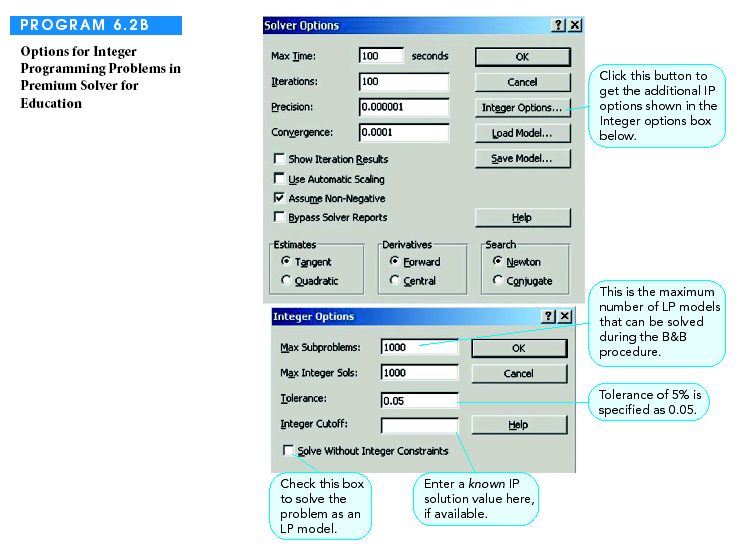 PROGRAM 6.2B
Options for Integer
Programming Problems in
Premium Solver for
Education
Solver Options
Max Time: 100 seconds
OK
Iterations: 100
Cancel
Precision: 0.000001
Integer Options...
Convergence: 0.0001
Load Model...
Show Iteration Results
Save Model...
Use Automatic Scaling
Assume Non-Negative
Bypass Solver Reports
Help
Estimates
Tangent
Quadratic
Derivatives
Forward
Central
Search
Newton
Conjugate
Click this button to
get the additional IP
options shown in the
Integer options box
below.
Integer Options
Max Subproblems: 1000
OK
Max Integer Sols: 1000
Cancel
Tolerance: 0.05
Integer Cutoff:
Help
Solve Without Integer Constraints
This is the maximum
number of LP models
that can be solved
during the B&B
procedure.
Tolerance of 5% is
specified as 0.05.
Check this box
to solve the
problem as an
LP model.
Enter a known IP
solution value here,
if available.